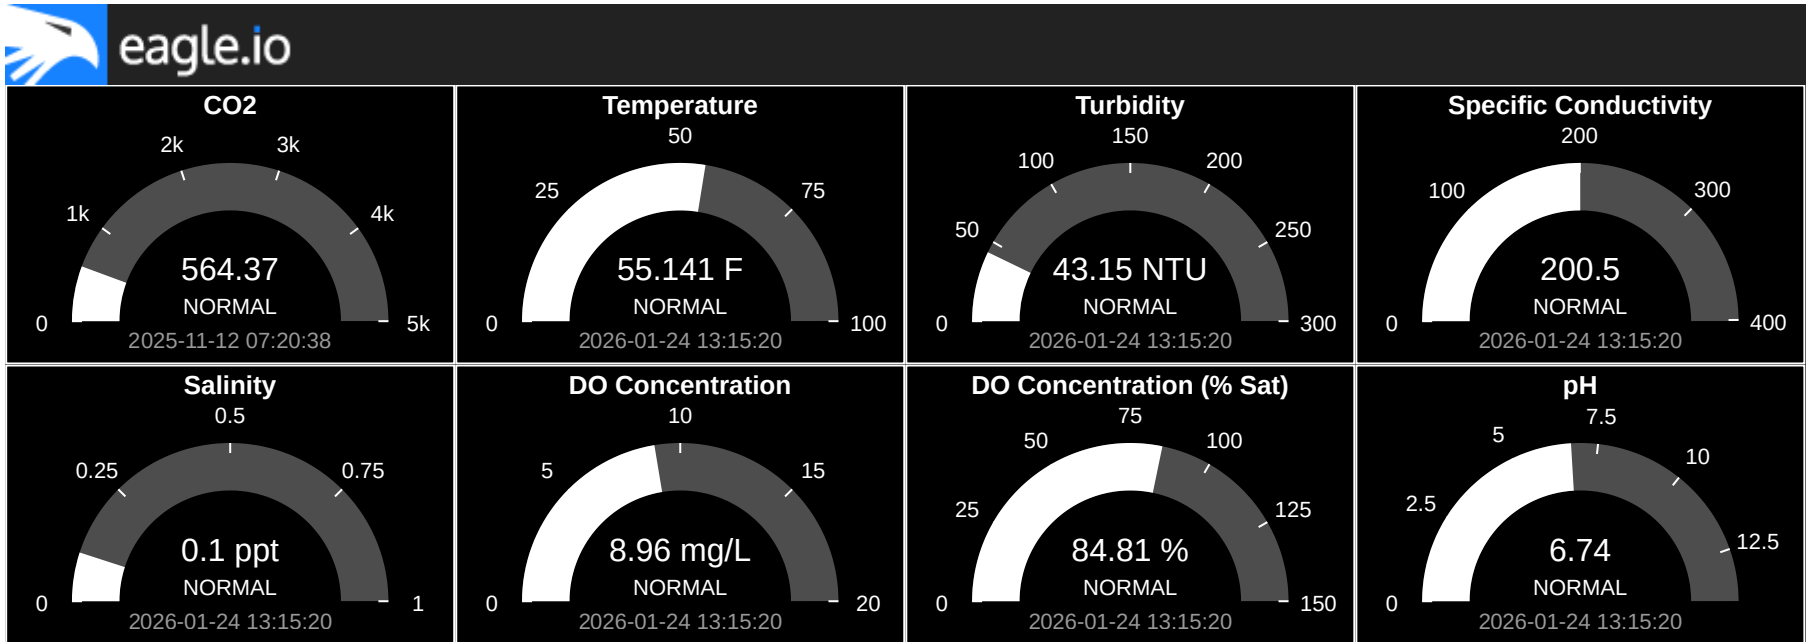 eagle.io
CO2
0
1k
2k
3k
4k
5k
564.37
NORMAL
2025-11-12 07:20:38
Temperature
0
25
50
75
100
55.141 F
NORMAL
2026-01-24 13:15:20
Turbidity
0
50
100
150
200
250
300
43.15 NTU
NORMAL
2026-01-24 13:15:20
Specific Conductivity
0
100
200
300
400
200.5
NORMAL
2026-01-24 13:15:20
Salinity
0
0.25
0.5
0.75
1
0.1 ppt
NORMAL
2026-01-24 13:15:20
DO Concentration
0
5
10
15
20
8.96 mg/L
NORMAL
2026-01-24 13:15:20
DO Concentration (% Sat)
0
25
50
75
100
125
150
84.81 %
NORMAL
2026-01-24 13:15:20
pH
0
2.5
5
7.5
10
12.5
6.74
NORMAL
2026-01-24 13:15:20